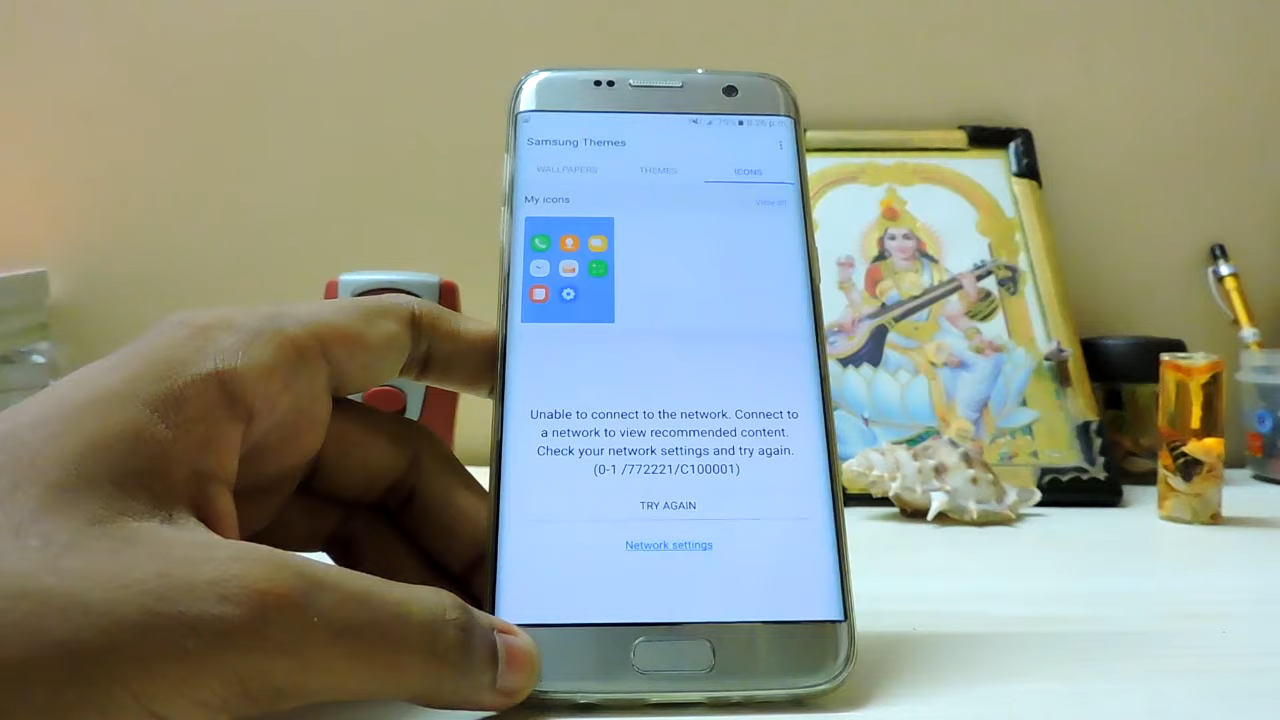 Samsung Themes
WALLPAPERS THEMES ICONS
My icons View all
Unable to connect to the network. Connect to
a network to view recommended content.
Check your network settings and try again.
(0-1 /772221/C100001)
TRY AGAIN
Network settings